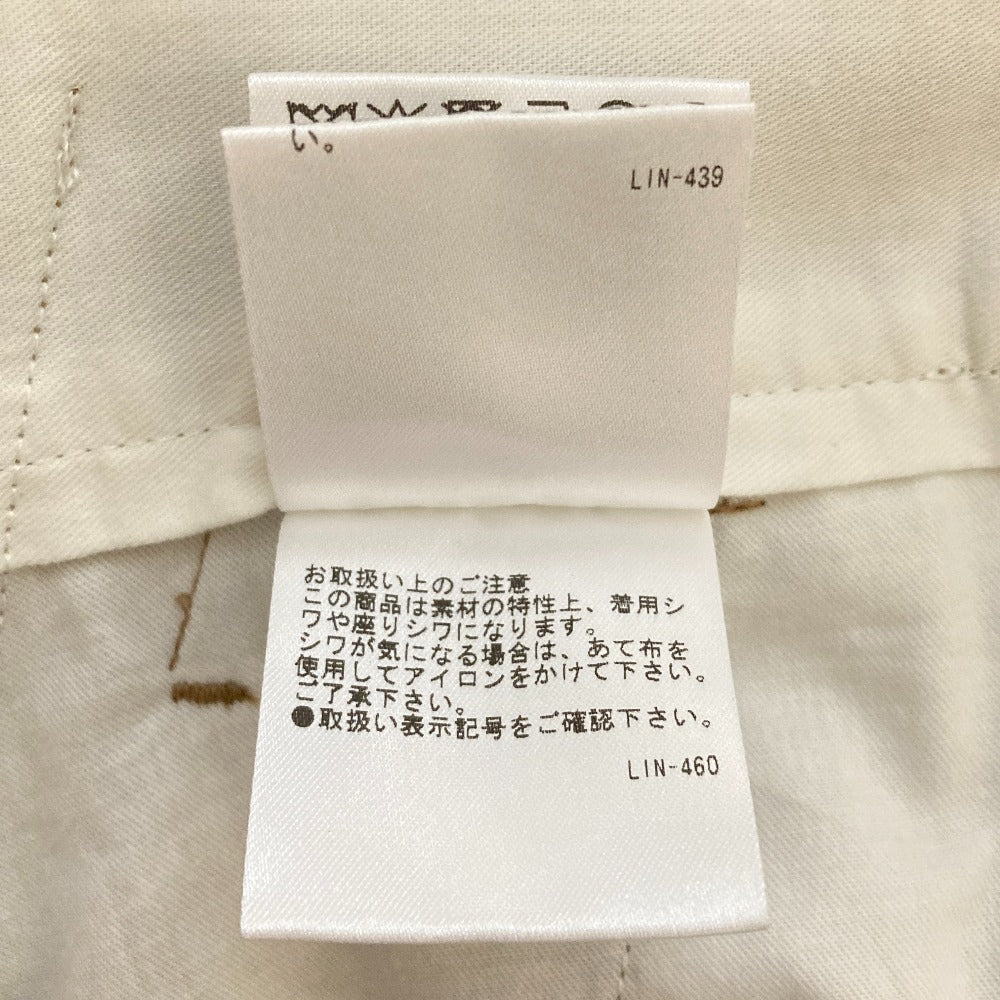 い。
LIN-439
お取扱い上のご注意
この商品は素材の特性上、着用シ
ワや座りシワになります。
シワが気になる場合は、あて布を
使用してアイロンをかけて下さい。
ご了承下さい。
●取扱い表示記号をご確認下さい。
LIN-460